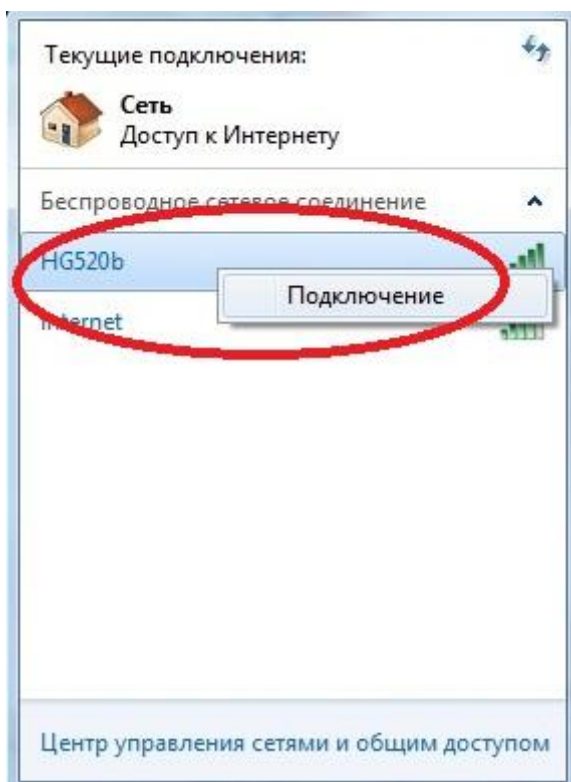 Текущие подключения:
Сеть
Доступ к Интернету
Беспроводное сетевое соединение
HG520b
Подключение
Internet
Центр управления сетями и общим доступом